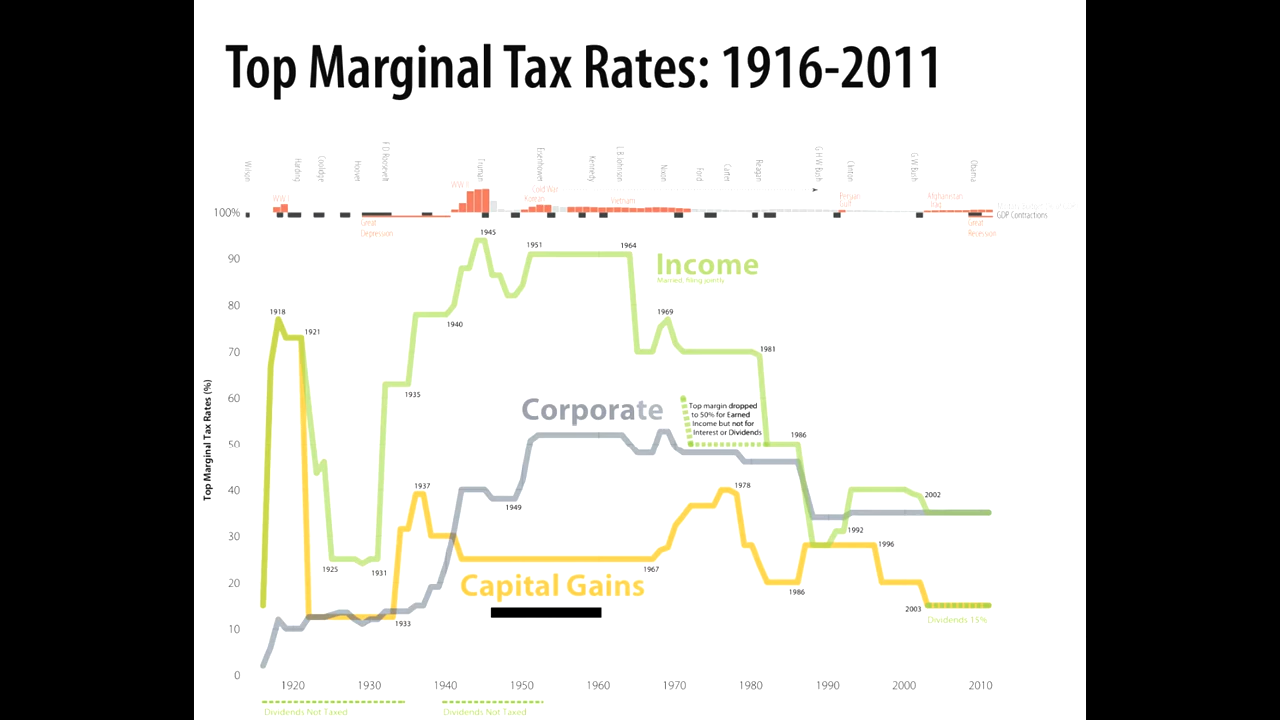 Top Marginal Tax Rates: 1916-2011
Wilson
Harding
Coolidge
Hoover
F D Roosevelt
Truman
Eisenhower
Kennedy
L B Johnson
Nixon
Ford
Carter
Reagan
G H W Bush
Clinton
G W Bush
Obama
WW I
WW II
Cold War
Korean
Vietnam
Persian
Gulf
Afghanistan
Iraq
GDP Contractions
Great
Depression
Great
Recession
100%
90
80
70
60
50
40
30
20
10
0
Top Marginal Tax Rates (%)
1918
1921
1925
1931
1935
1940
1945
1951
1964
1969
1981
1986
1992
2002
Income
Married, filing jointly
Corporate
1949
Top margin dropped
to 50% for Earned
Income but not for
Interest or Dividends
1933
1937
1967
1978
1986
1996
2003
Capital Gains
Dividends 15%
1920
1930
1940
1950
1960
1970
1980
1990
2000
2010
Dividends Not Taxed
Dividends Not Taxed